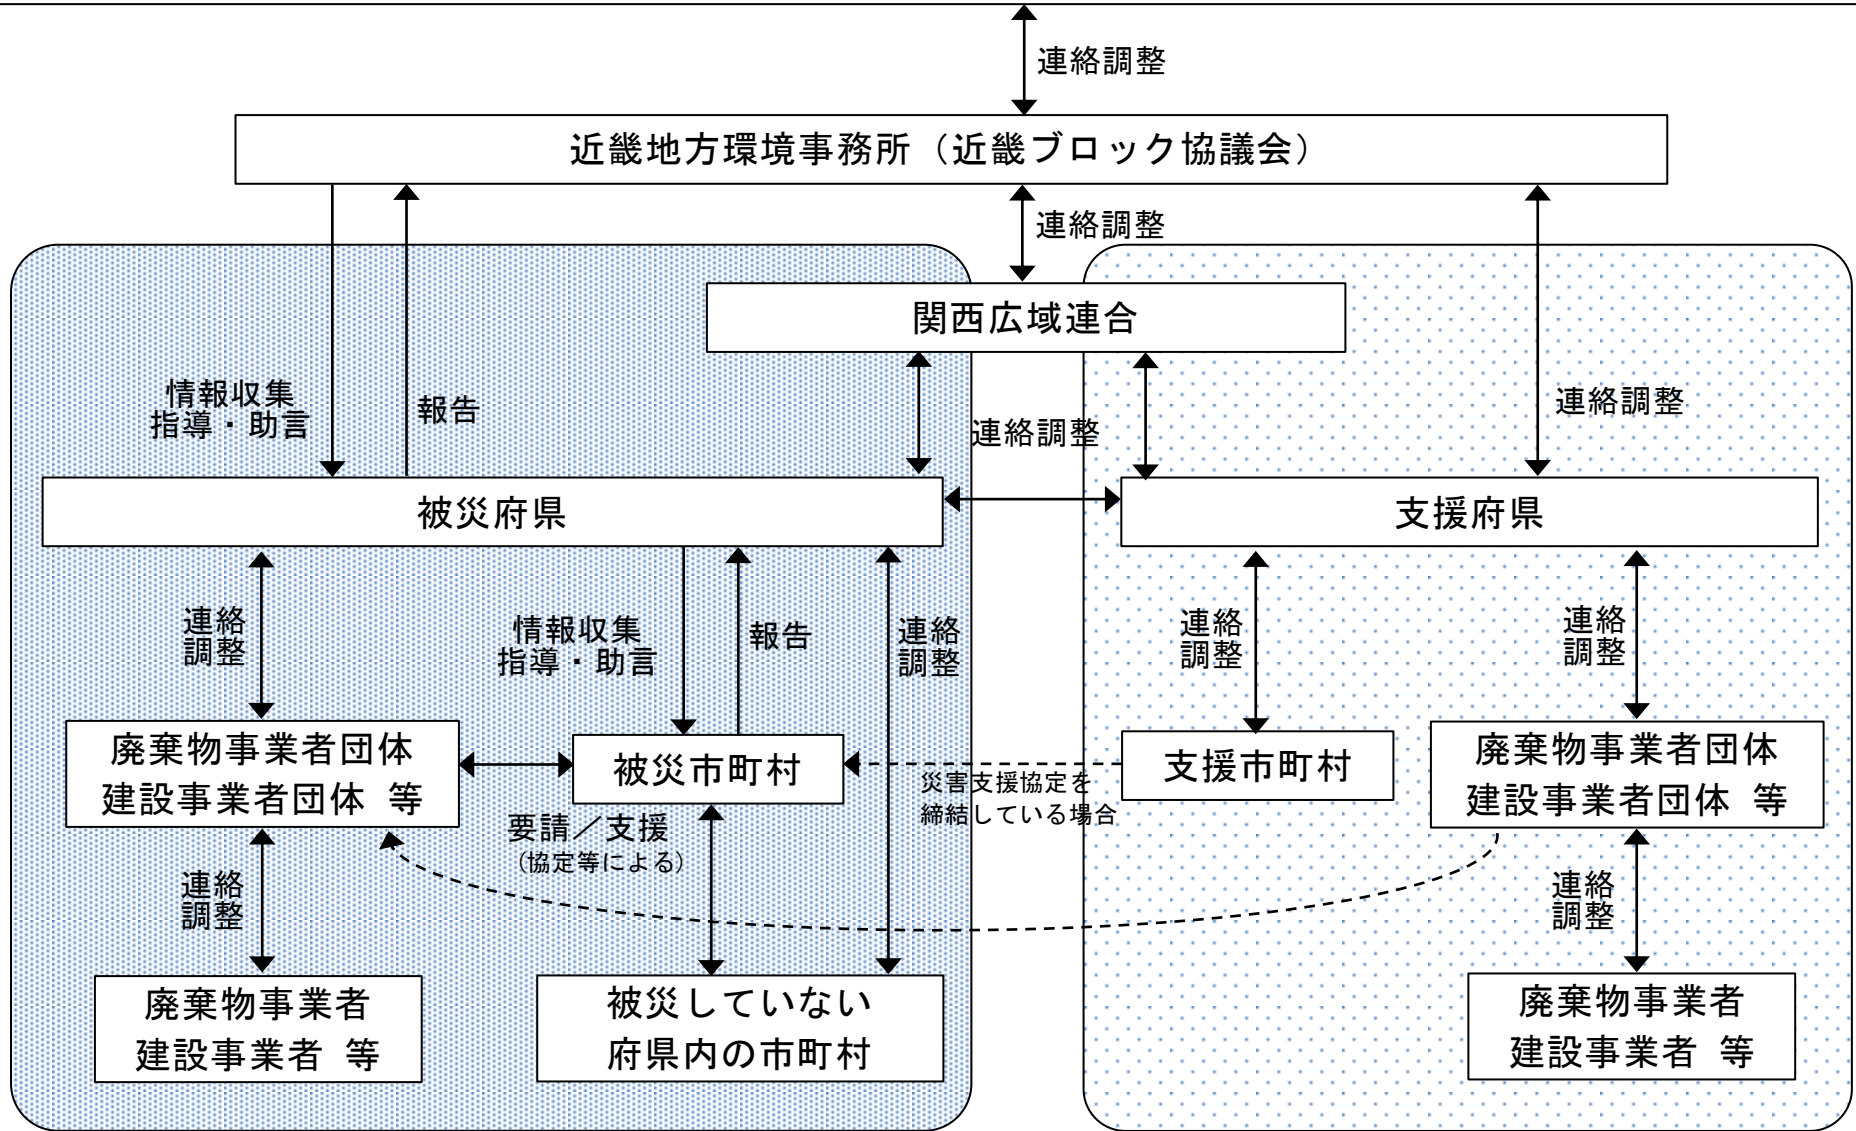 連絡調整
近畿地方環境事務所（近畿ブロック協議会）
連絡調整
関西広域連合
情報収集
指導・助言
報告
連絡調整
連絡調整
被災府県
支援府県
連絡
調整
情報収集
指導・助言
報告
連絡
調整
連絡
調整
連絡
調整
廃棄物事業者団体
建設事業者団体 等
被災市町村
支援市町村
廃棄物事業者団体
建設事業者団体 等
災害支援協定を
締結している場合
要請／支援
（協定等による）
連絡
調整
連絡
調整
廃棄物事業者
建設事業者 等
被災していない
府県内の市町村
廃棄物事業者
建設事業者 等